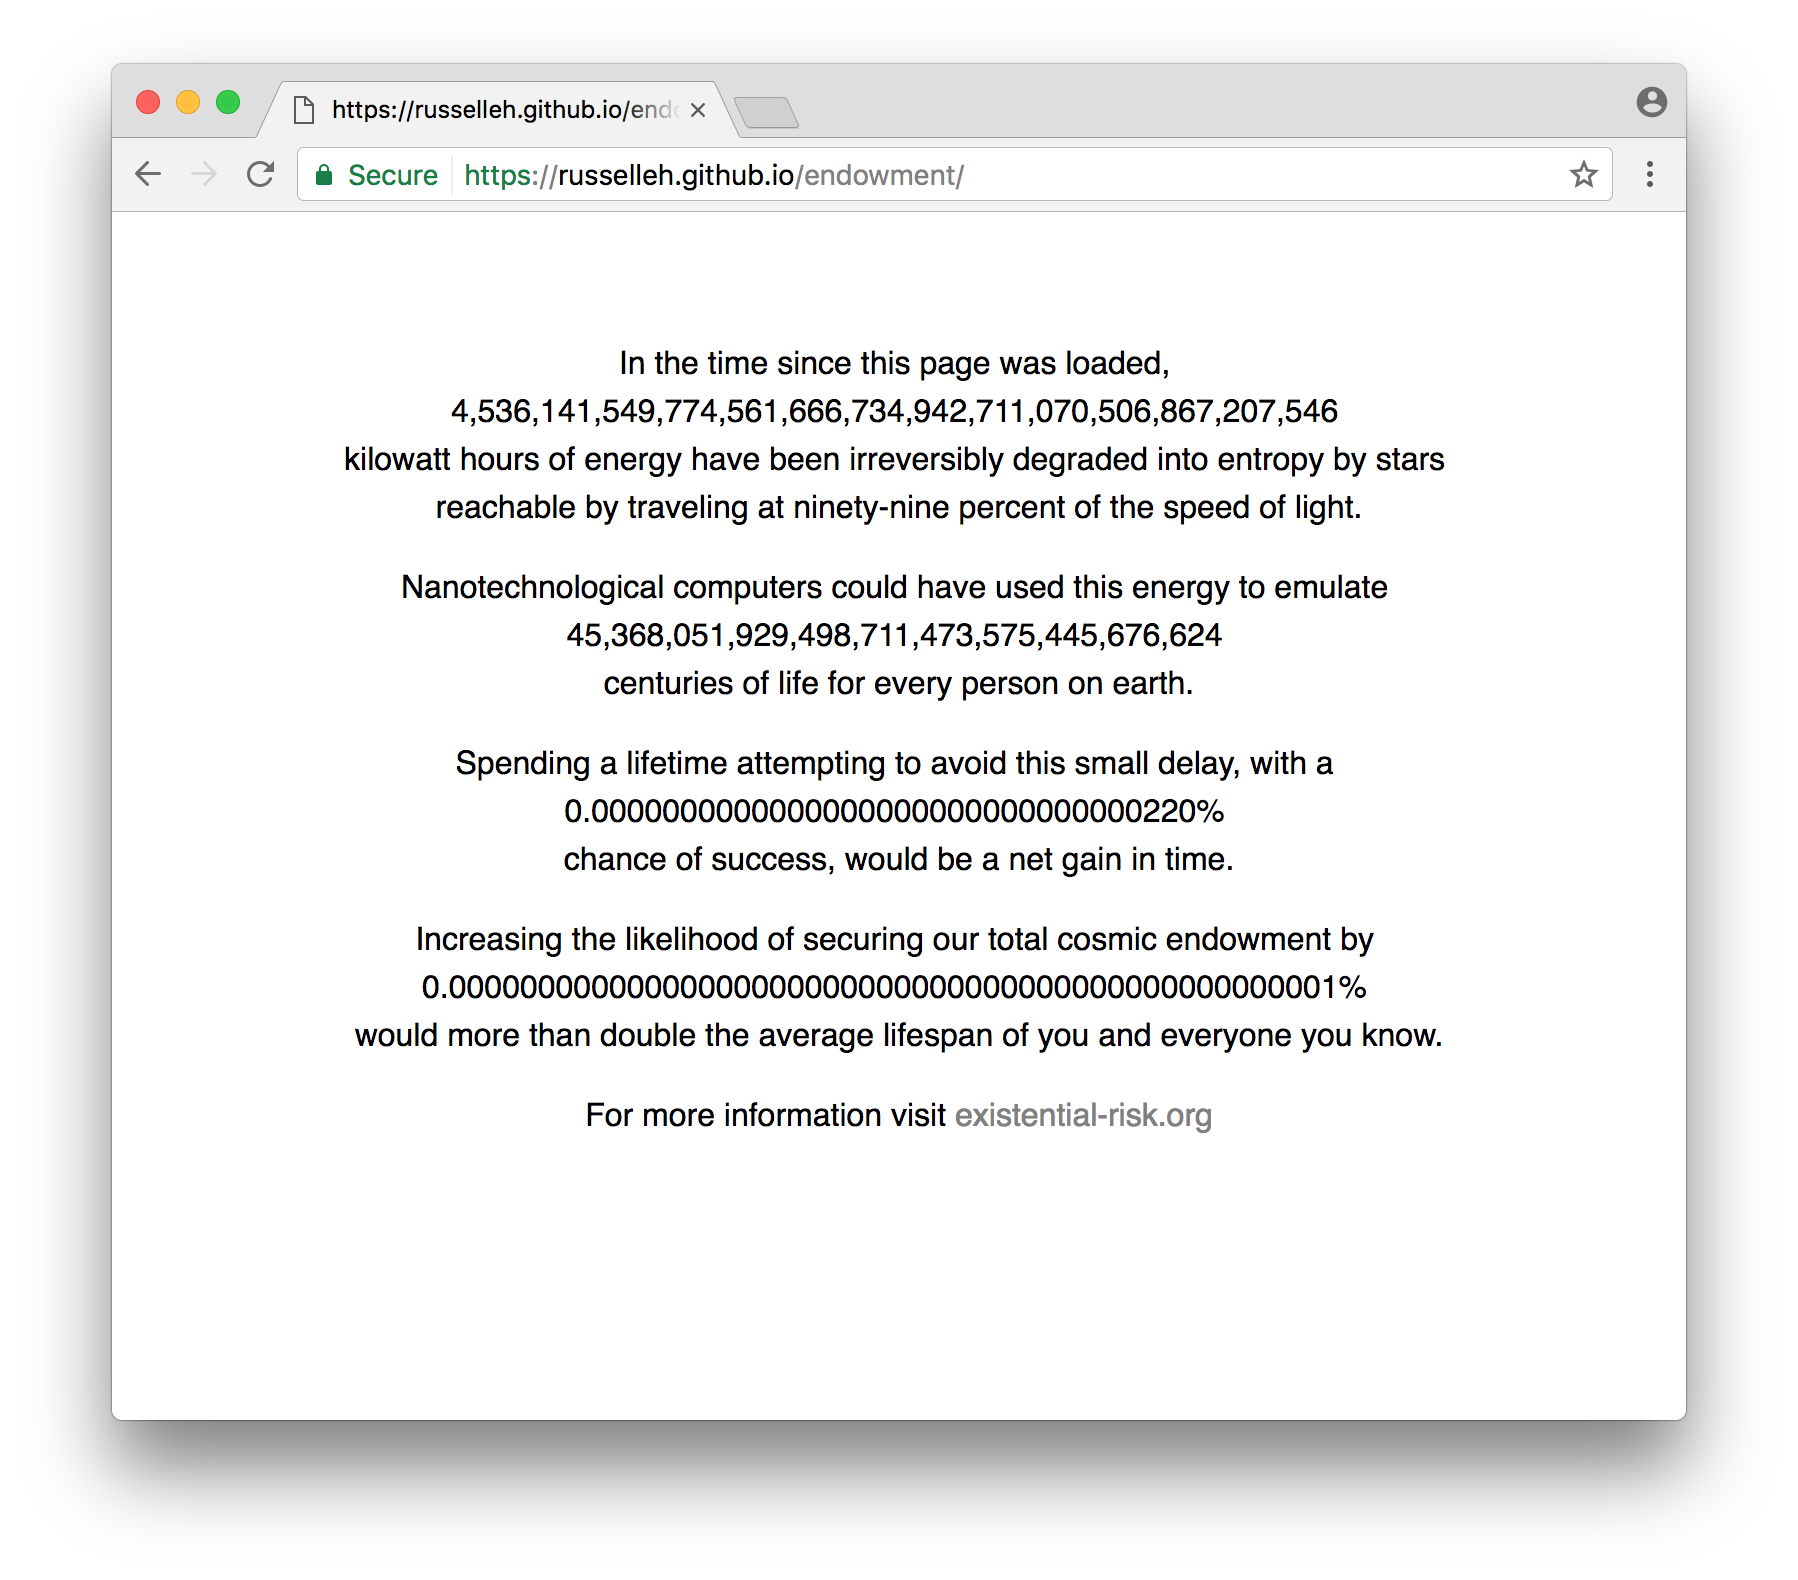 https://russelleh.github.io/endo
Secure https://russelleh.github.io/endowment/
In the time since this page was loaded,
4,536,141,549,774,561,666,734,942,711,070,506,867,207,546
kilowatt hours of energy have been irreversibly degraded into entropy by stars
reachable by traveling at ninety-nine percent of the speed of light.
Nanotechnological computers could have used this energy to emulate
45,368,051,929,498,711,473,575,445,676,624
centuries of life for every person on earth.
Spending a lifetime attempting to avoid this small delay, with a
0.0000000000000000000000000000000220%
chance of success, would be a net gain in time.
Increasing the likelihood of securing our total cosmic endowment by
0.00000000000000000000000000000000000000000000000001%
would more than double the average lifespan of you and everyone you know.
For more information visit existential-risk.org